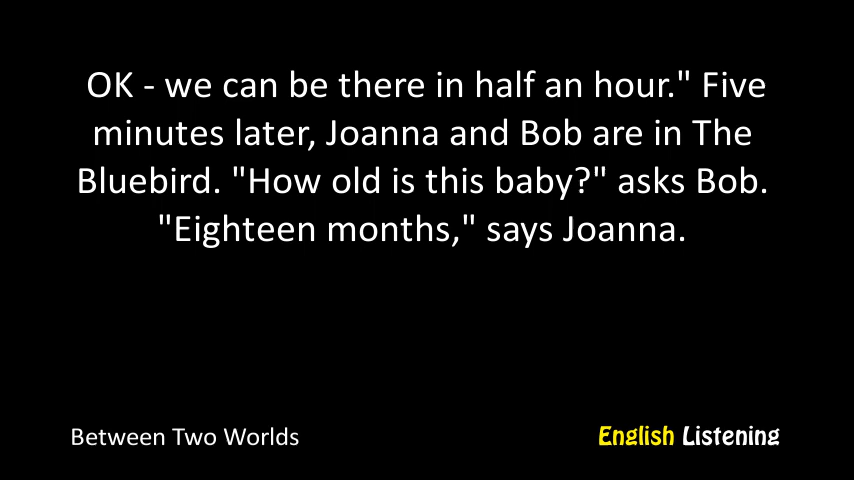 OK - we can be there in half an hour." Five
minutes later, Joanna and Bob are in The
Bluebird. "How old is this baby?" asks Bob.
"Eighteen months," says Joanna.
Between Two Worlds
English Listening